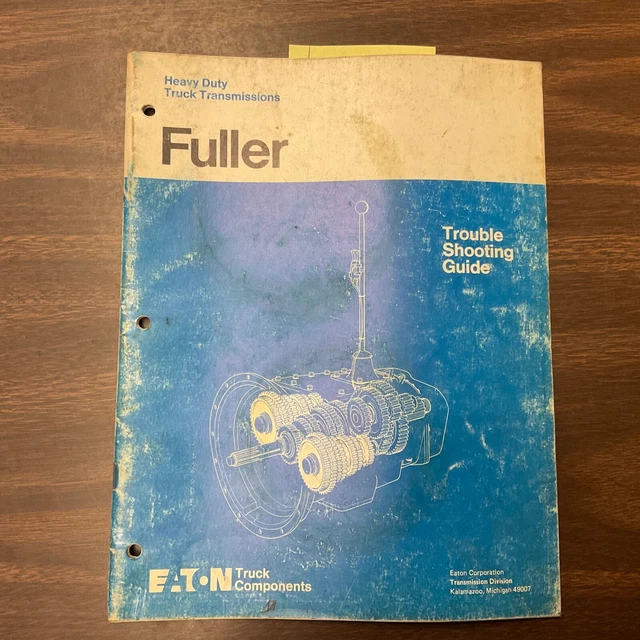 Heavy Duty
Truck Transmissions
Fuller
Trouble
Shooting
Guide
EATON Truck
Components
Eaton Corporation
Transmission Division
Kalamazoo, Michigan 49007